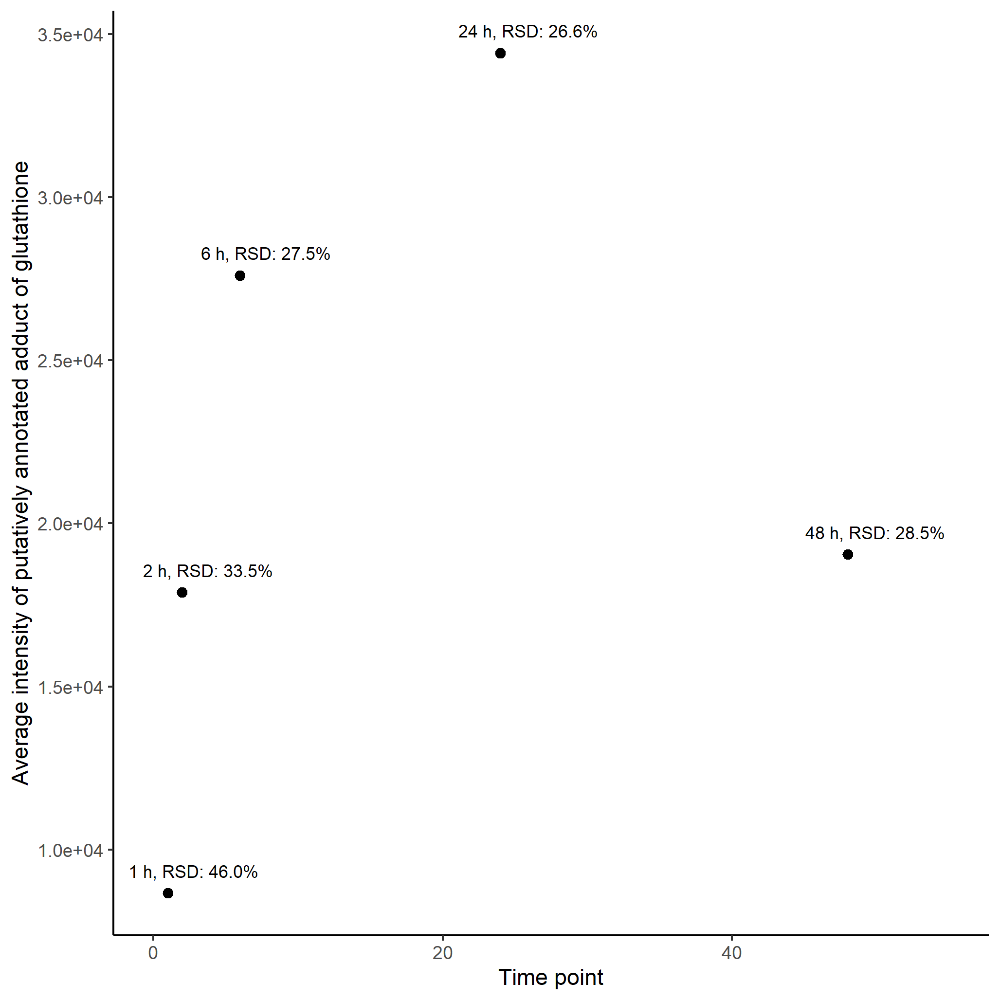 Average intensity of putatively annotated adduct of glutathione
3.5e+04
3.0e+04
2.5e+04
2.0e+04
1.5e+04
1.0e+04
24 h, RSD: 26.6%
6 h, RSD: 27.5%
48 h, RSD: 28.5%
2 h, RSD: 33.5%
1 h, RSD: 46.0%
0
20
40
Time point